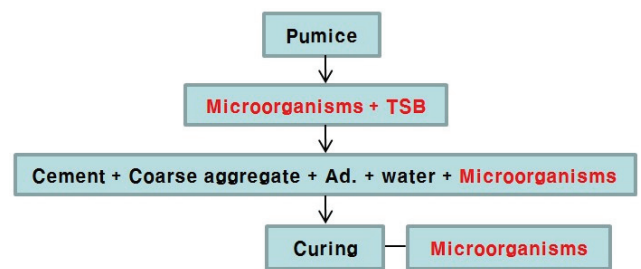 Pumice
Microorganisms + TSB
Cement + Coarse aggregate + Ad. + water + Microorganisms
Curing
Microorganisms